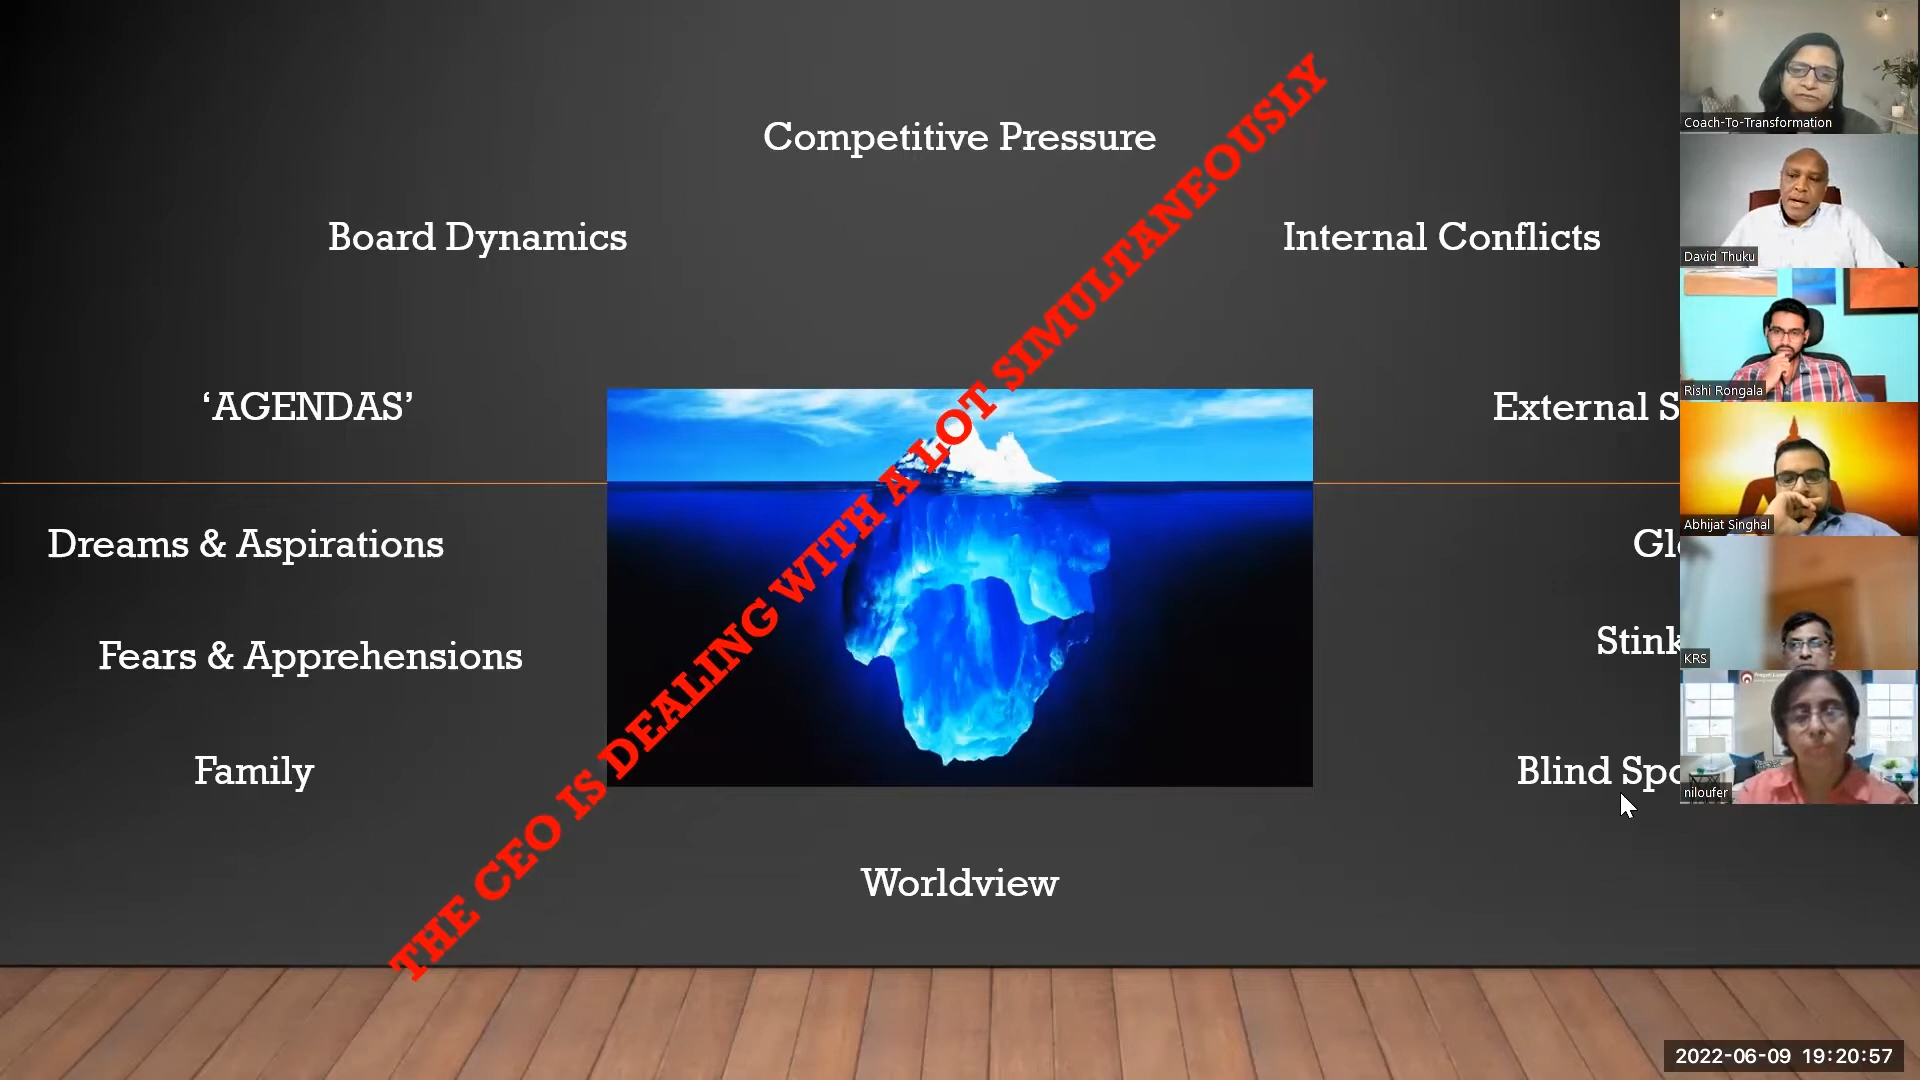 Competitive Pressure
Board Dynamics
Internal Conflicts
‘AGENDAS’
External S
Dreams & Aspirations
Gl
Fears & Apprehensions
Stink
Family
Blind Spo
Worldview
THE CEO IS DEALING WITH A LOT SIMULTANEOUSLY
Coach-To-Transformation
David Thuku
Rishi Rongala
Abhijat Singhal
KRS
niloufer
2022-06-09 19:20:57